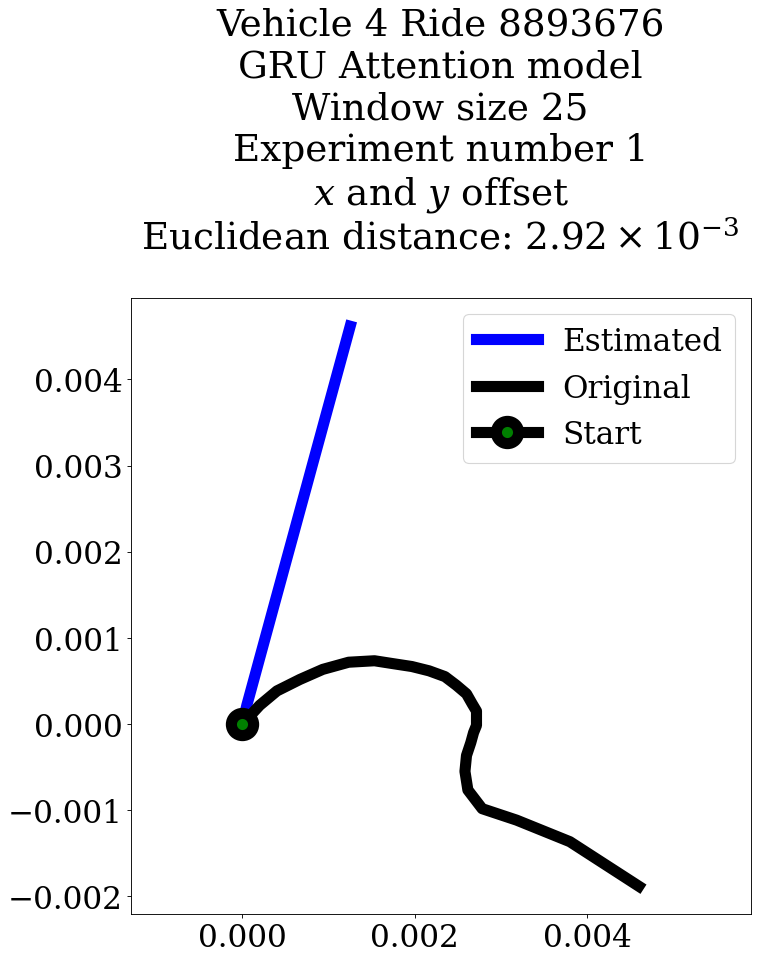 Vehicle 4 Ride 8893676
GRU Attention model
Window size 25
Experiment number 1
x and y offset
Euclidean distance: 2.92 × 10⁻³
Estimated
Original
Start
0.004
0.003
0.002
0.001
0.000
−0.001
−0.002
0.000 0.002 0.004